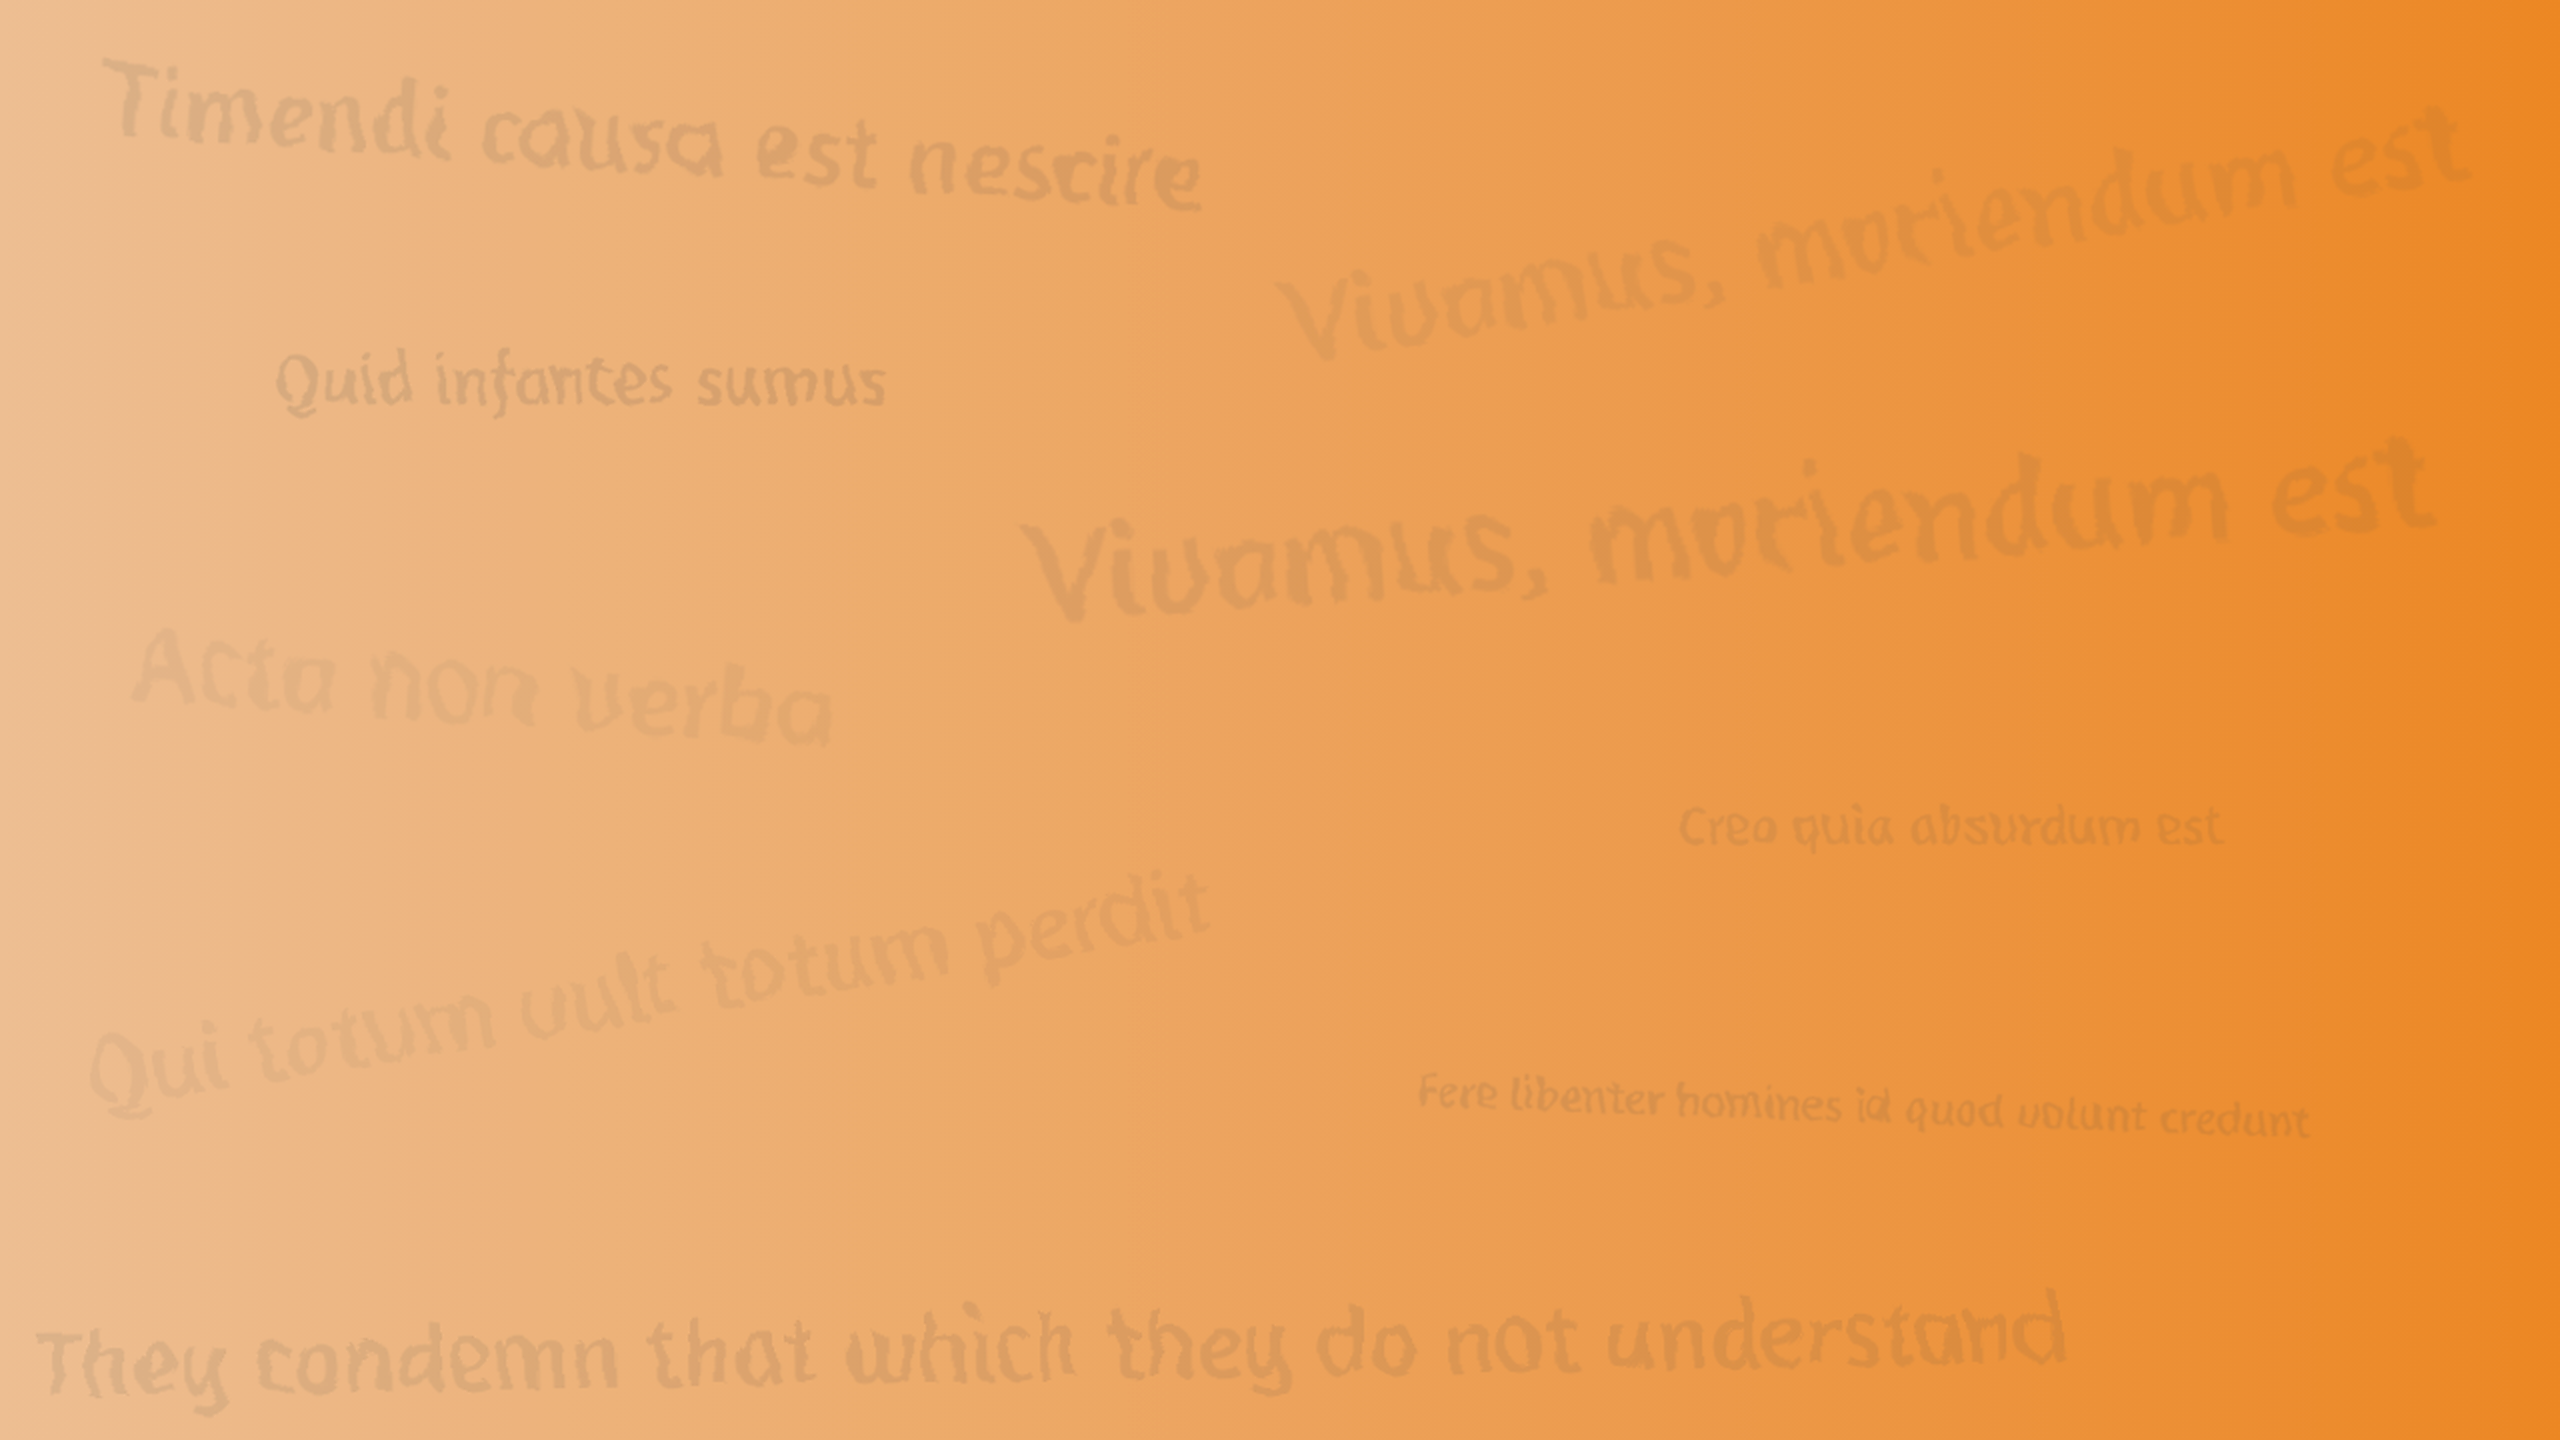 Timendi causa est nescire
Vivamus, moriendum est
Quid infantes sumus
Vivamus, moriendum est
Acta non verba
Creo quia absurdum est
Qui totum vult totum perdit
Fere libenter homines id quod volunt credunt
They condemn that which they do not understand